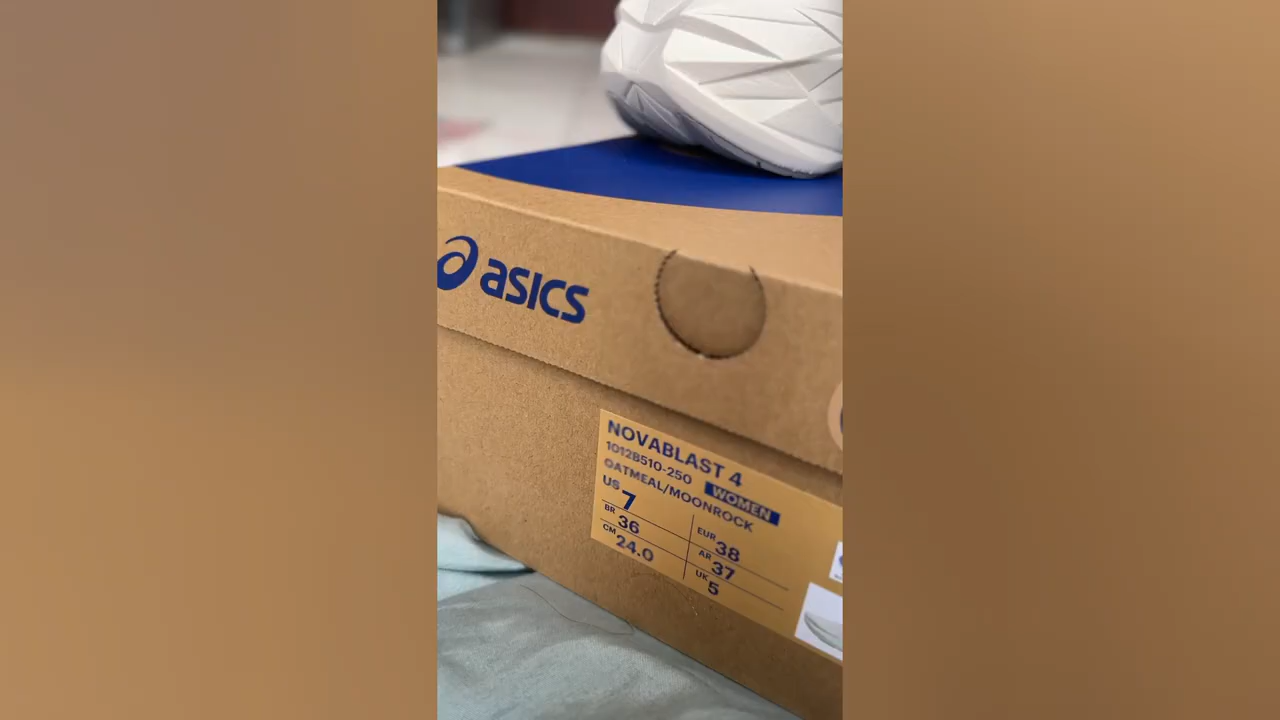 asics
NOVABLAST 4
1012B510-250 WOMEN
OATMEAL/MOONROCK
US 7 EUR 38
BR 36 AR 37
CM 24.0 UK 5